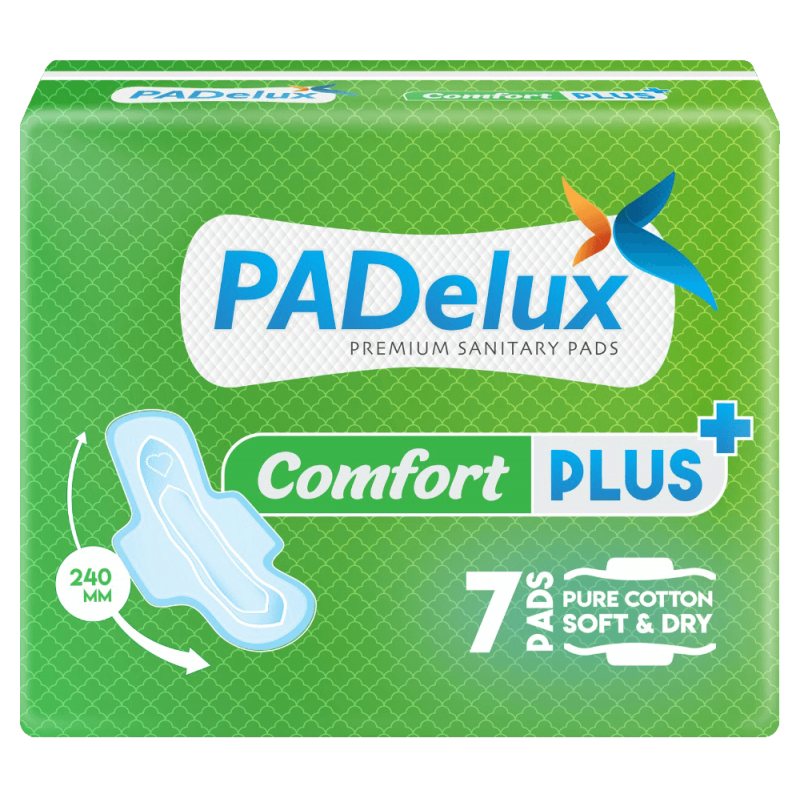 PADelux Comfort PLUS+
PADelux
PREMIUM SANITARY PADS
Comfort PLUS+
240
MM
7 PADS
PURE COTTON
SOFT & DRY